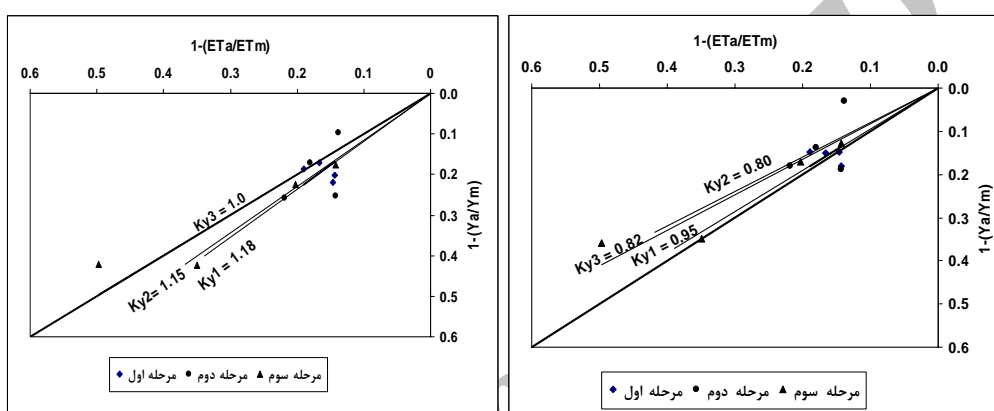 1-(ETa/ETm)
0.6 0.5 0.4 0.3 0.2 0.1 0
0.0
0.1
0.2
0.3
0.4
0.5
0.6
1-(Ya/Ym)
Ky3 = 1.0
Ky2= 1.15
Ky1 = 1.18
مرحله اول مرحله دوم مرحله سوم
1-(ETa/ETm)
0.6 0.5 0.4 0.3 0.2 0.1 0.0
0.0
0.1
0.2
0.3
0.4
0.5
0.6
1-(Ya/Ym)
Ky2 = 0.80
Ky3 = 0.82
Ky1 = 0.95
مرحله اول مرحله دوم مرحله سوم